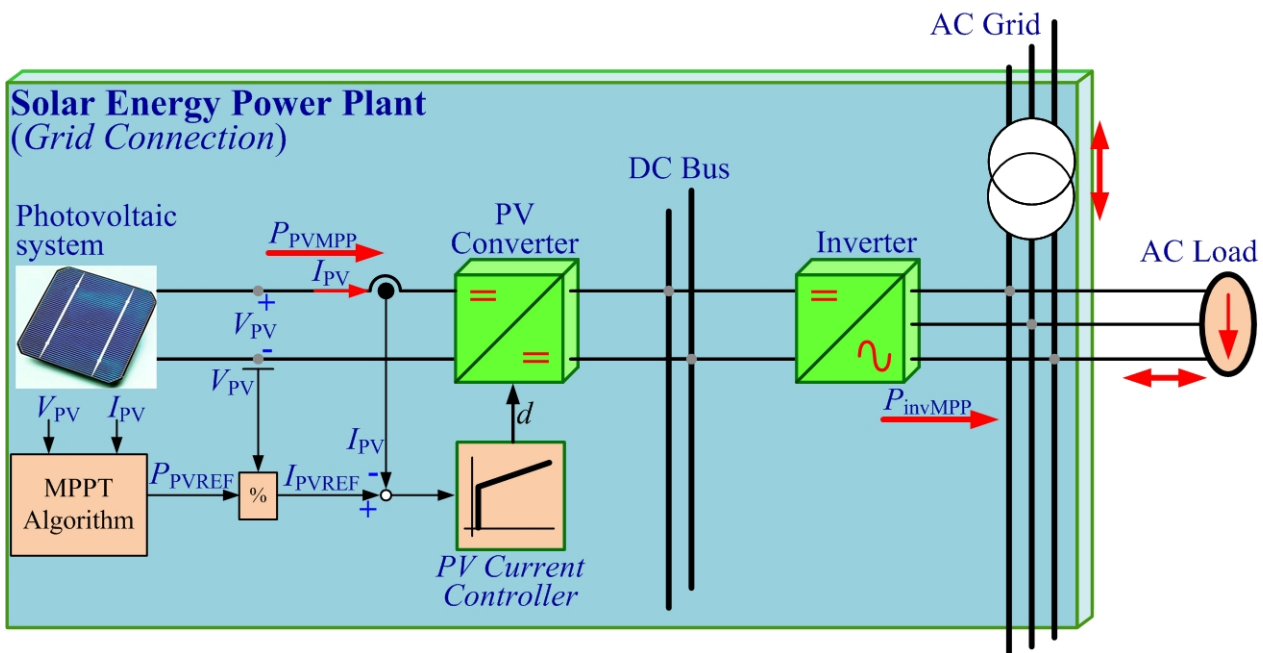 AC Grid
Solar Energy Power Plant
(Grid Connection)
DC Bus
Photovoltaic
system
PPVMPP
IPV
PV
Converter
Inverter
AC Load
=
=
=
+
VPV
-
VPV
VPV
IPV
IPV
d
PinvMPP
MPPT
Algorithm
PPVREF
%
IPVREF
-
+
PV Current
Controller